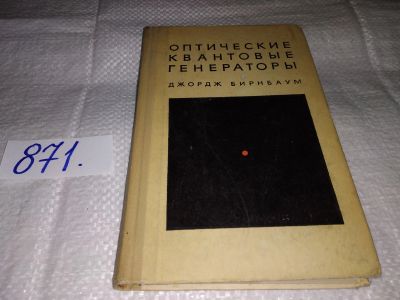 ОПТИЧЕСКИЕ
КВАНТОВЫЕ
ГЕНЕРАТОРЫ
ДЖОРДЖ БИРНБАУМ
871.